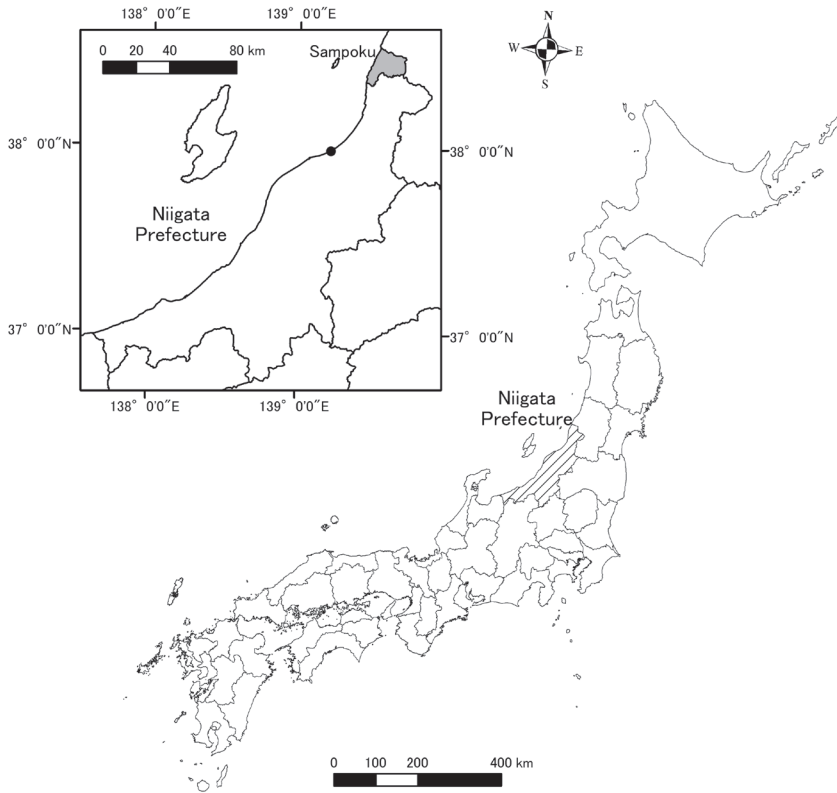 138° 0′0″E
139° 0′0″E
0 20 40 80 km
Sampoku
N
W
E
S
38° 0′0″N
38° 0′0″N
Niigata
Prefecture
37° 0′0″N
37° 0′0″N
138° 0′0″E
139° 0′0″E
Niigata
Prefecture
0 100 200 400 km